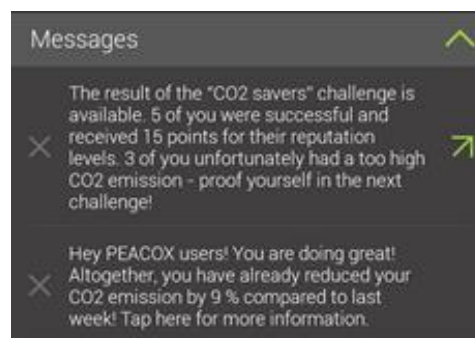 Messages
The result of the "CO2 savers" challenge is
available. 5 of you were successful and
received 15 points for their reputation
levels. 3 of you unfortunately had a too high
CO2 emission - proof yourself in the next
challenge!
Hey PEACOX users! You are doing great!
Altogether, you have already reduced your
CO2 emission by 9 % compared to last
week! Tap here for more information.